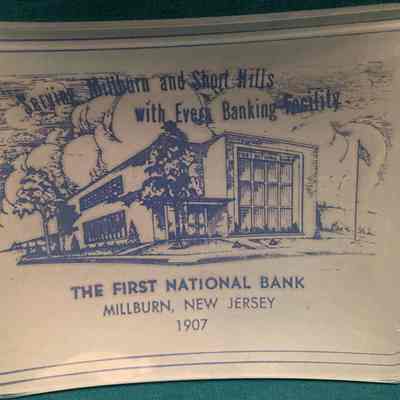 Serving Millburn and Short Hills
with Every Banking Facility
THE FIRST NATIONAL BANK
MILLBURN, NEW JERSEY
1907